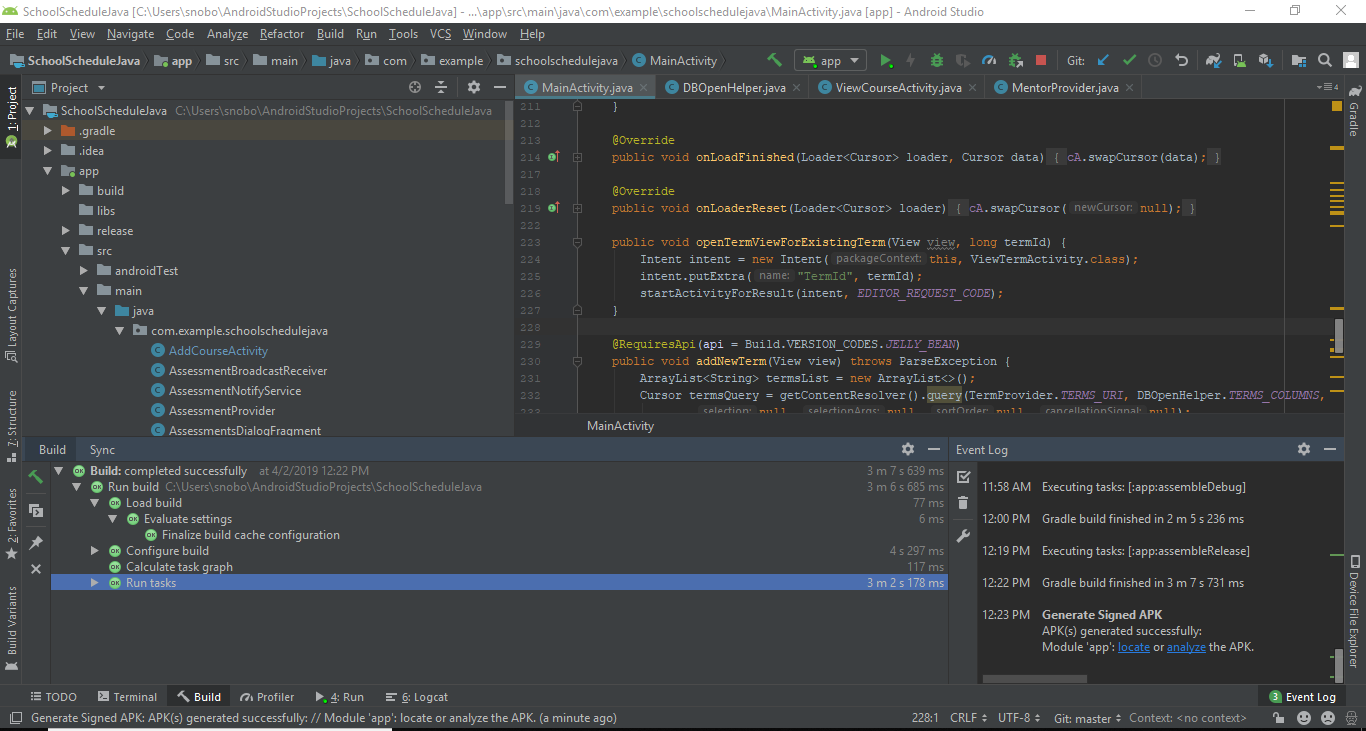 SchoolScheduleJava [C:\Users\snobo\AndroidStudioProjects\SchoolScheduleJava] - ...\app\src\main\java\com\example\schoolschedulejava\MainActivity.java [app] - Android Studio
File Edit View Navigate Code Analyze Refactor Build Run Tools VCS Window Help
SchoolScheduleJava app src main java com example schoolschedulejava MainActivity app Git:
1: Project
Layout Captures
7: Structure
2: Favorites
Build Variants
Project
SchoolScheduleJava C:\Users\snobo\AndroidStudioProjects\SchoolScheduleJava
.gradle
.idea
app
build
libs
release
src
androidTest
main
java
com.example.schoolschedulejava
AddCourseActivity
AssessmentBroadcastReceiver
AssessmentNotifyService
AssessmentProvider
AssessmentsDialogFragment
MainActivity.java DBOpenHelper.java ViewCourseActivity.java MentorProvider.java 4
211 }
212
213 @Override
214 public void onLoadFinished(Loader<Cursor> loader, Cursor data) { cA.swapCursor(data); }
217
218 @Override
219 public void onLoaderReset(Loader<Cursor> loader) { cA.swapCursor( newCursor: null); }
222
223 public void openTermViewForExistingTerm(View view, long termId) {
224 Intent intent = new Intent( packageContext: this, ViewTermActivity.class);
225 intent.putExtra( name: "TermId", termId);
226 startActivityForResult(intent, EDITOR_REQUEST_CODE);
227 }
228
229 @RequiresApi(api = Build.VERSION_CODES.JELLY_BEAN)
230 public void addNewTerm(View view) throws ParseException {
231 ArrayList<String> termsList = new ArrayList<>();
232 Cursor termsQuery = getContentResolver().query(TermProvider.TERMS_URI, DBOpenHelper.TERMS_COLUMNS,
233 selection: null, selectionArgs: null, sortOrder: null, cancellationSignal: null);
MainActivity
Gradle
Device File Explorer
Build Sync
Build: completed successfully at 4/2/2019 12:22 PM 3 m 7 s 639 ms
Run build C:\Users\snobo\AndroidStudioProjects\SchoolScheduleJava 3 m 6 s 685 ms
Load build 77 ms
Evaluate settings 6 ms
Finalize build cache configuration
Configure build 4 s 297 ms
Calculate task graph 117 ms
Run tasks 3 m 2 s 178 ms
Event Log
11:58 AM Executing tasks: [:app:assembleDebug]
12:00 PM Gradle build finished in 2 m 5 s 236 ms
12:19 PM Executing tasks: [:app:assembleRelease]
12:22 PM Gradle build finished in 3 m 7 s 731 ms
12:23 PM Generate Signed APK
APK(s) generated successfully:
Module 'app': locate or analyze the APK.
TODO Terminal Build Profiler 4: Run 6: Logcat 3 Event Log
Generate Signed APK: APK(s) generated successfully: // Module 'app': locate or analyze the APK. (a minute ago) 228:1 CRLF UTF-8 Git: master Context: <no context>